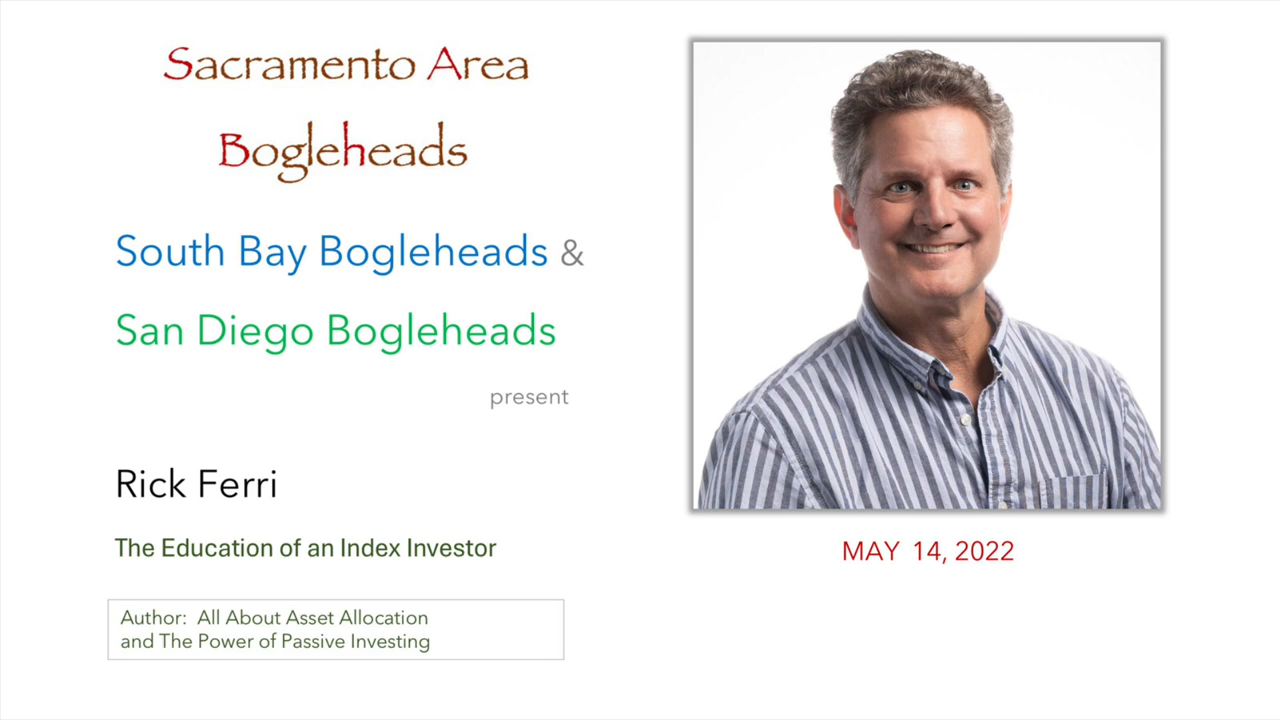 Sacramento Area
Bogleheads
South Bay Bogleheads &
San Diego Bogleheads
present
Rick Ferri
The Education of an Index Investor
Author:  All About Asset Allocation
and The Power of Passive Investing
MAY 14, 2022